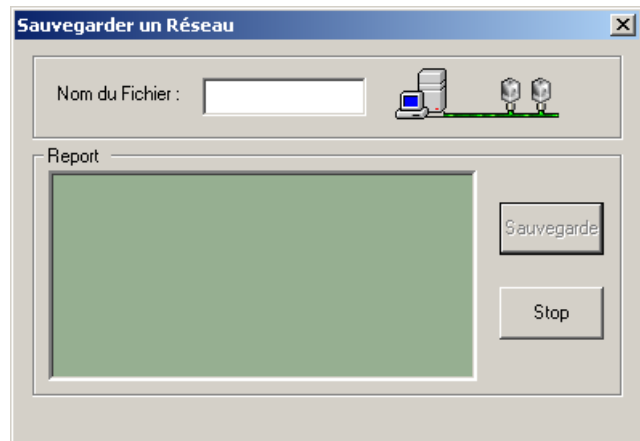 Sauvegarder un Réseau
Nom du Fichier :
Report
Sauvegarde
Stop